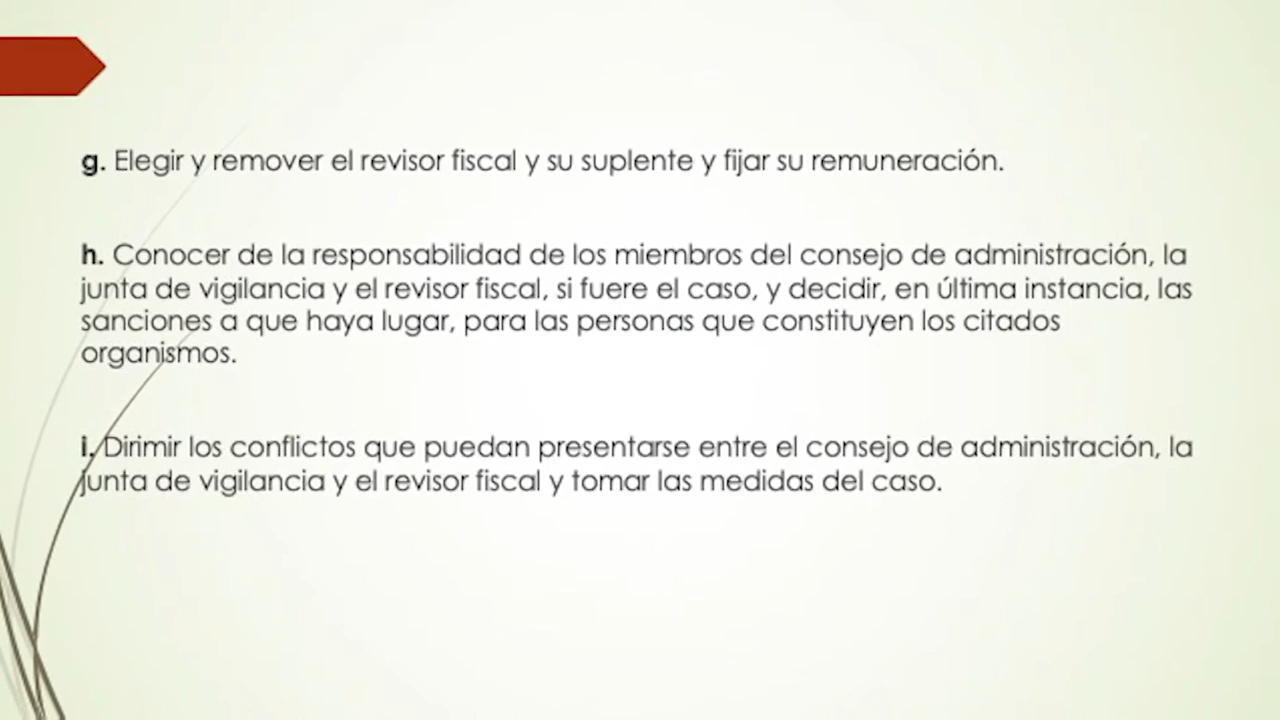 g. Elegir y remover el revisor fiscal y su suplente y fijar su remuneración.
h. Conocer de la responsabilidad de los miembros del consejo de administración, la
junta de vigilancia y el revisor fiscal, si fuere el caso, y decidir, en última instancia, las
sanciones a que haya lugar, para las personas que constituyen los citados
organismos.
i. Dirimir los conflictos que puedan presentarse entre el consejo de administración, la
junta de vigilancia y el revisor fiscal y tomar las medidas del caso.